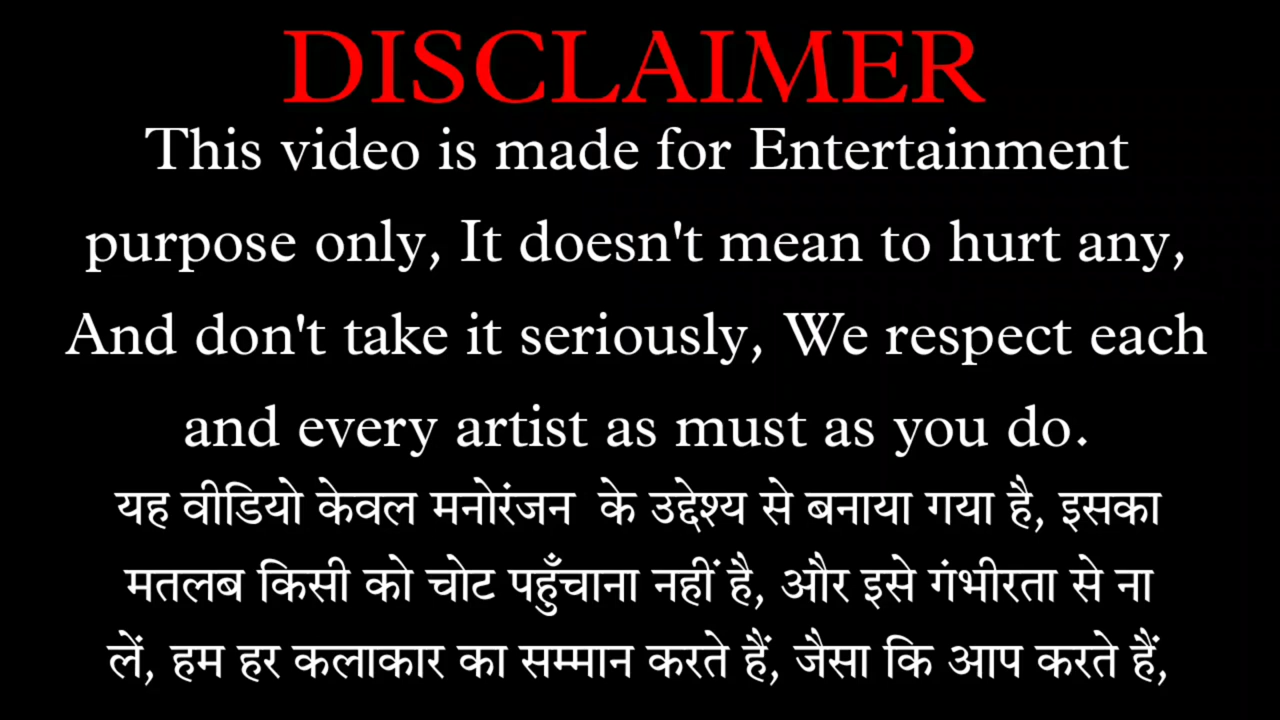 DISCLAIMER
This video is made for Entertainment
purpose only, It doesn't mean to hurt any,
And don't take it seriously, We respect each
and every artist as must as you do.
यह वीडियो केवल मनोरंजन के उद्देश्य से बनाया गया है, इसका
मतलब किसी को चोट पहुँचाना नहीं है, और इसे गंभीरता से ना
लें, हम हर कलाकार का सम्मान करते हैं, जैसा कि आप करते हैं,